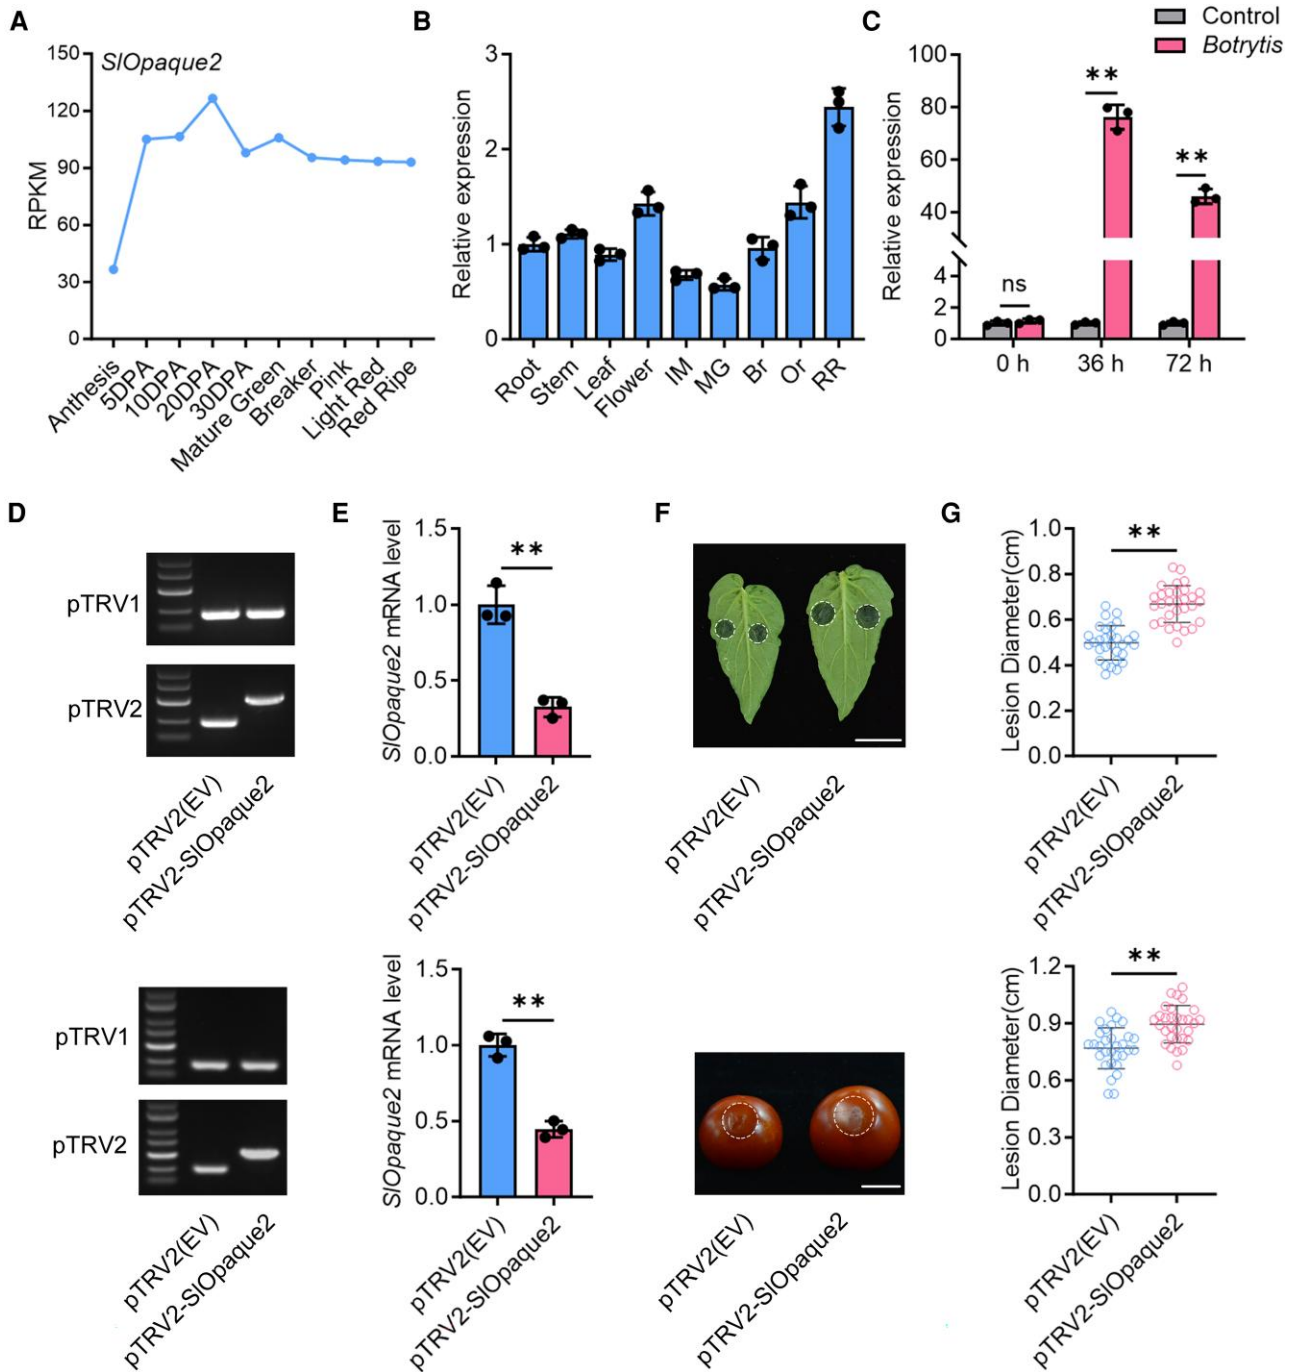 A
SlOpaque2
RPKM
150
120
90
60
30
0
Anthesis
5DPA
10DPA
20DPA
30DPA
Mature Green
Breaker
Pink
Light Red
Red Ripe
B
Relative expression
3
2
1
0
Root
Stem
Leaf
Flower
IM
MG
Br
Or
RR
C
Control
Botrytis
Relative expression
100
80
60
40
4
2
0
ns
**
**
0 h
36 h
72 h
D
pTRV1
pTRV2
pTRV2(EV)
pTRV2-SlOpaque2
pTRV1
pTRV2
pTRV2(EV)
pTRV2-SlOpaque2
E
SlOpaque2 mRNA level
1.5
1.0
0.5
0.0
**
pTRV2(EV)
pTRV2-SlOpaque2
SlOpaque2 mRNA level
1.5
1.0
0.5
0.0
**
pTRV2(EV)
pTRV2-SlOpaque2
F
pTRV2(EV)
pTRV2-SlOpaque2
pTRV2(EV)
pTRV2-SlOpaque2
G
Lesion Diameter(cm)
1.0
0.8
0.6
0.4
0.2
0.0
**
pTRV2(EV)
pTRV2-SlOpaque2
Lesion Diameter(cm)
1.2
0.9
0.6
0.3
0.0
**
pTRV2(EV)
pTRV2-SlOpaque2